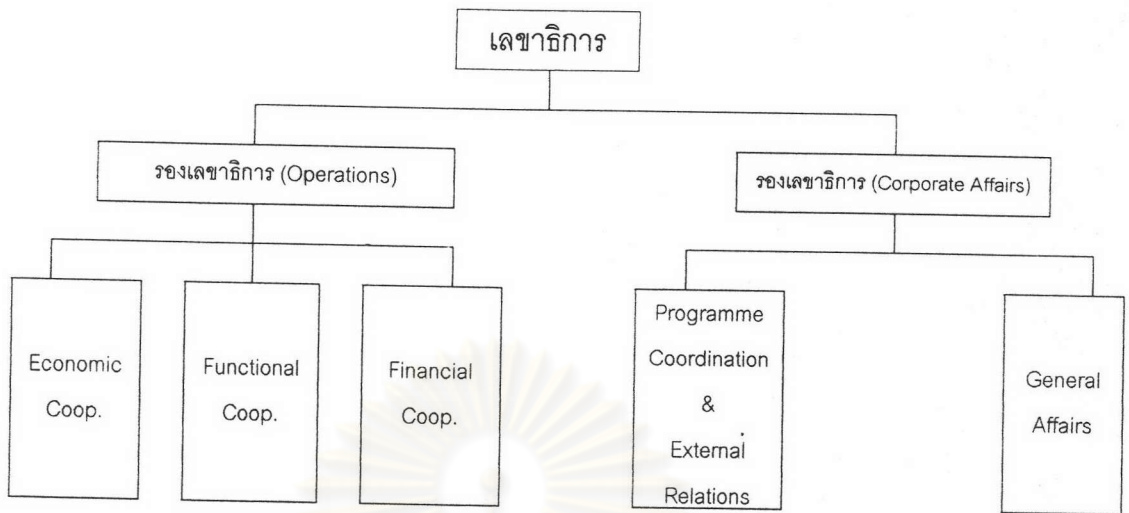 เลขาธิการ
รองเลขาธิการ (Operations)
รองเลขาธิการ (Corporate Affairs)
Economic
Coop.
Functional
Coop.
Financial
Coop.
Programme
Coordination
&
External
Relations
General
Affairs